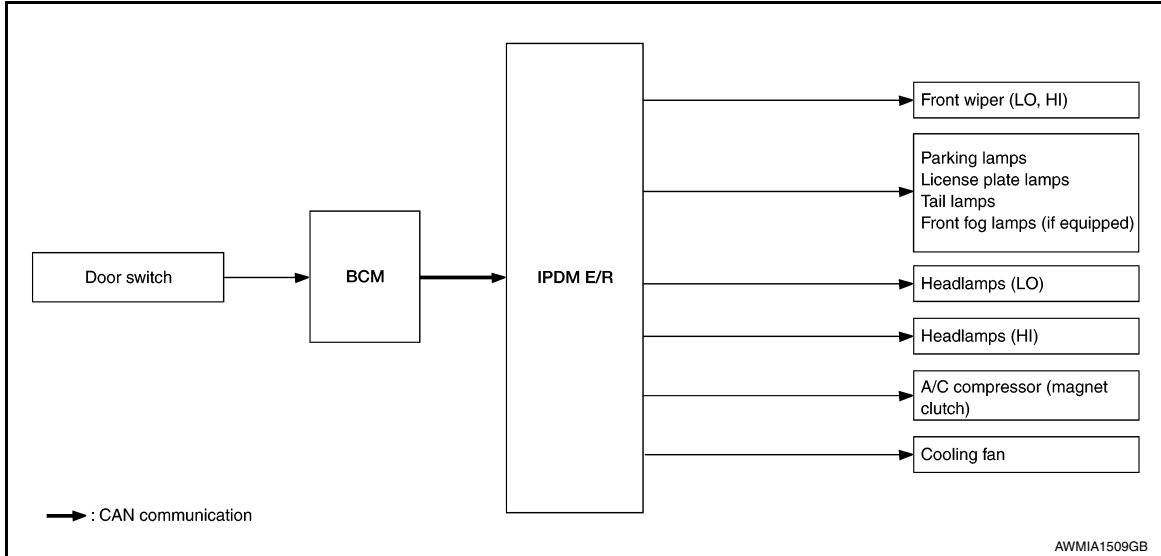 Front wiper (LO, HI)
Parking lamps
License plate lamps
Tail lamps
Front fog lamps (if equipped)
Door switch
BCM
IPDM E/R
Headlamps (LO)
Headlamps (HI)
A/C compressor (magnet
clutch)
Cooling fan
: CAN communication
AWMIA1509GB